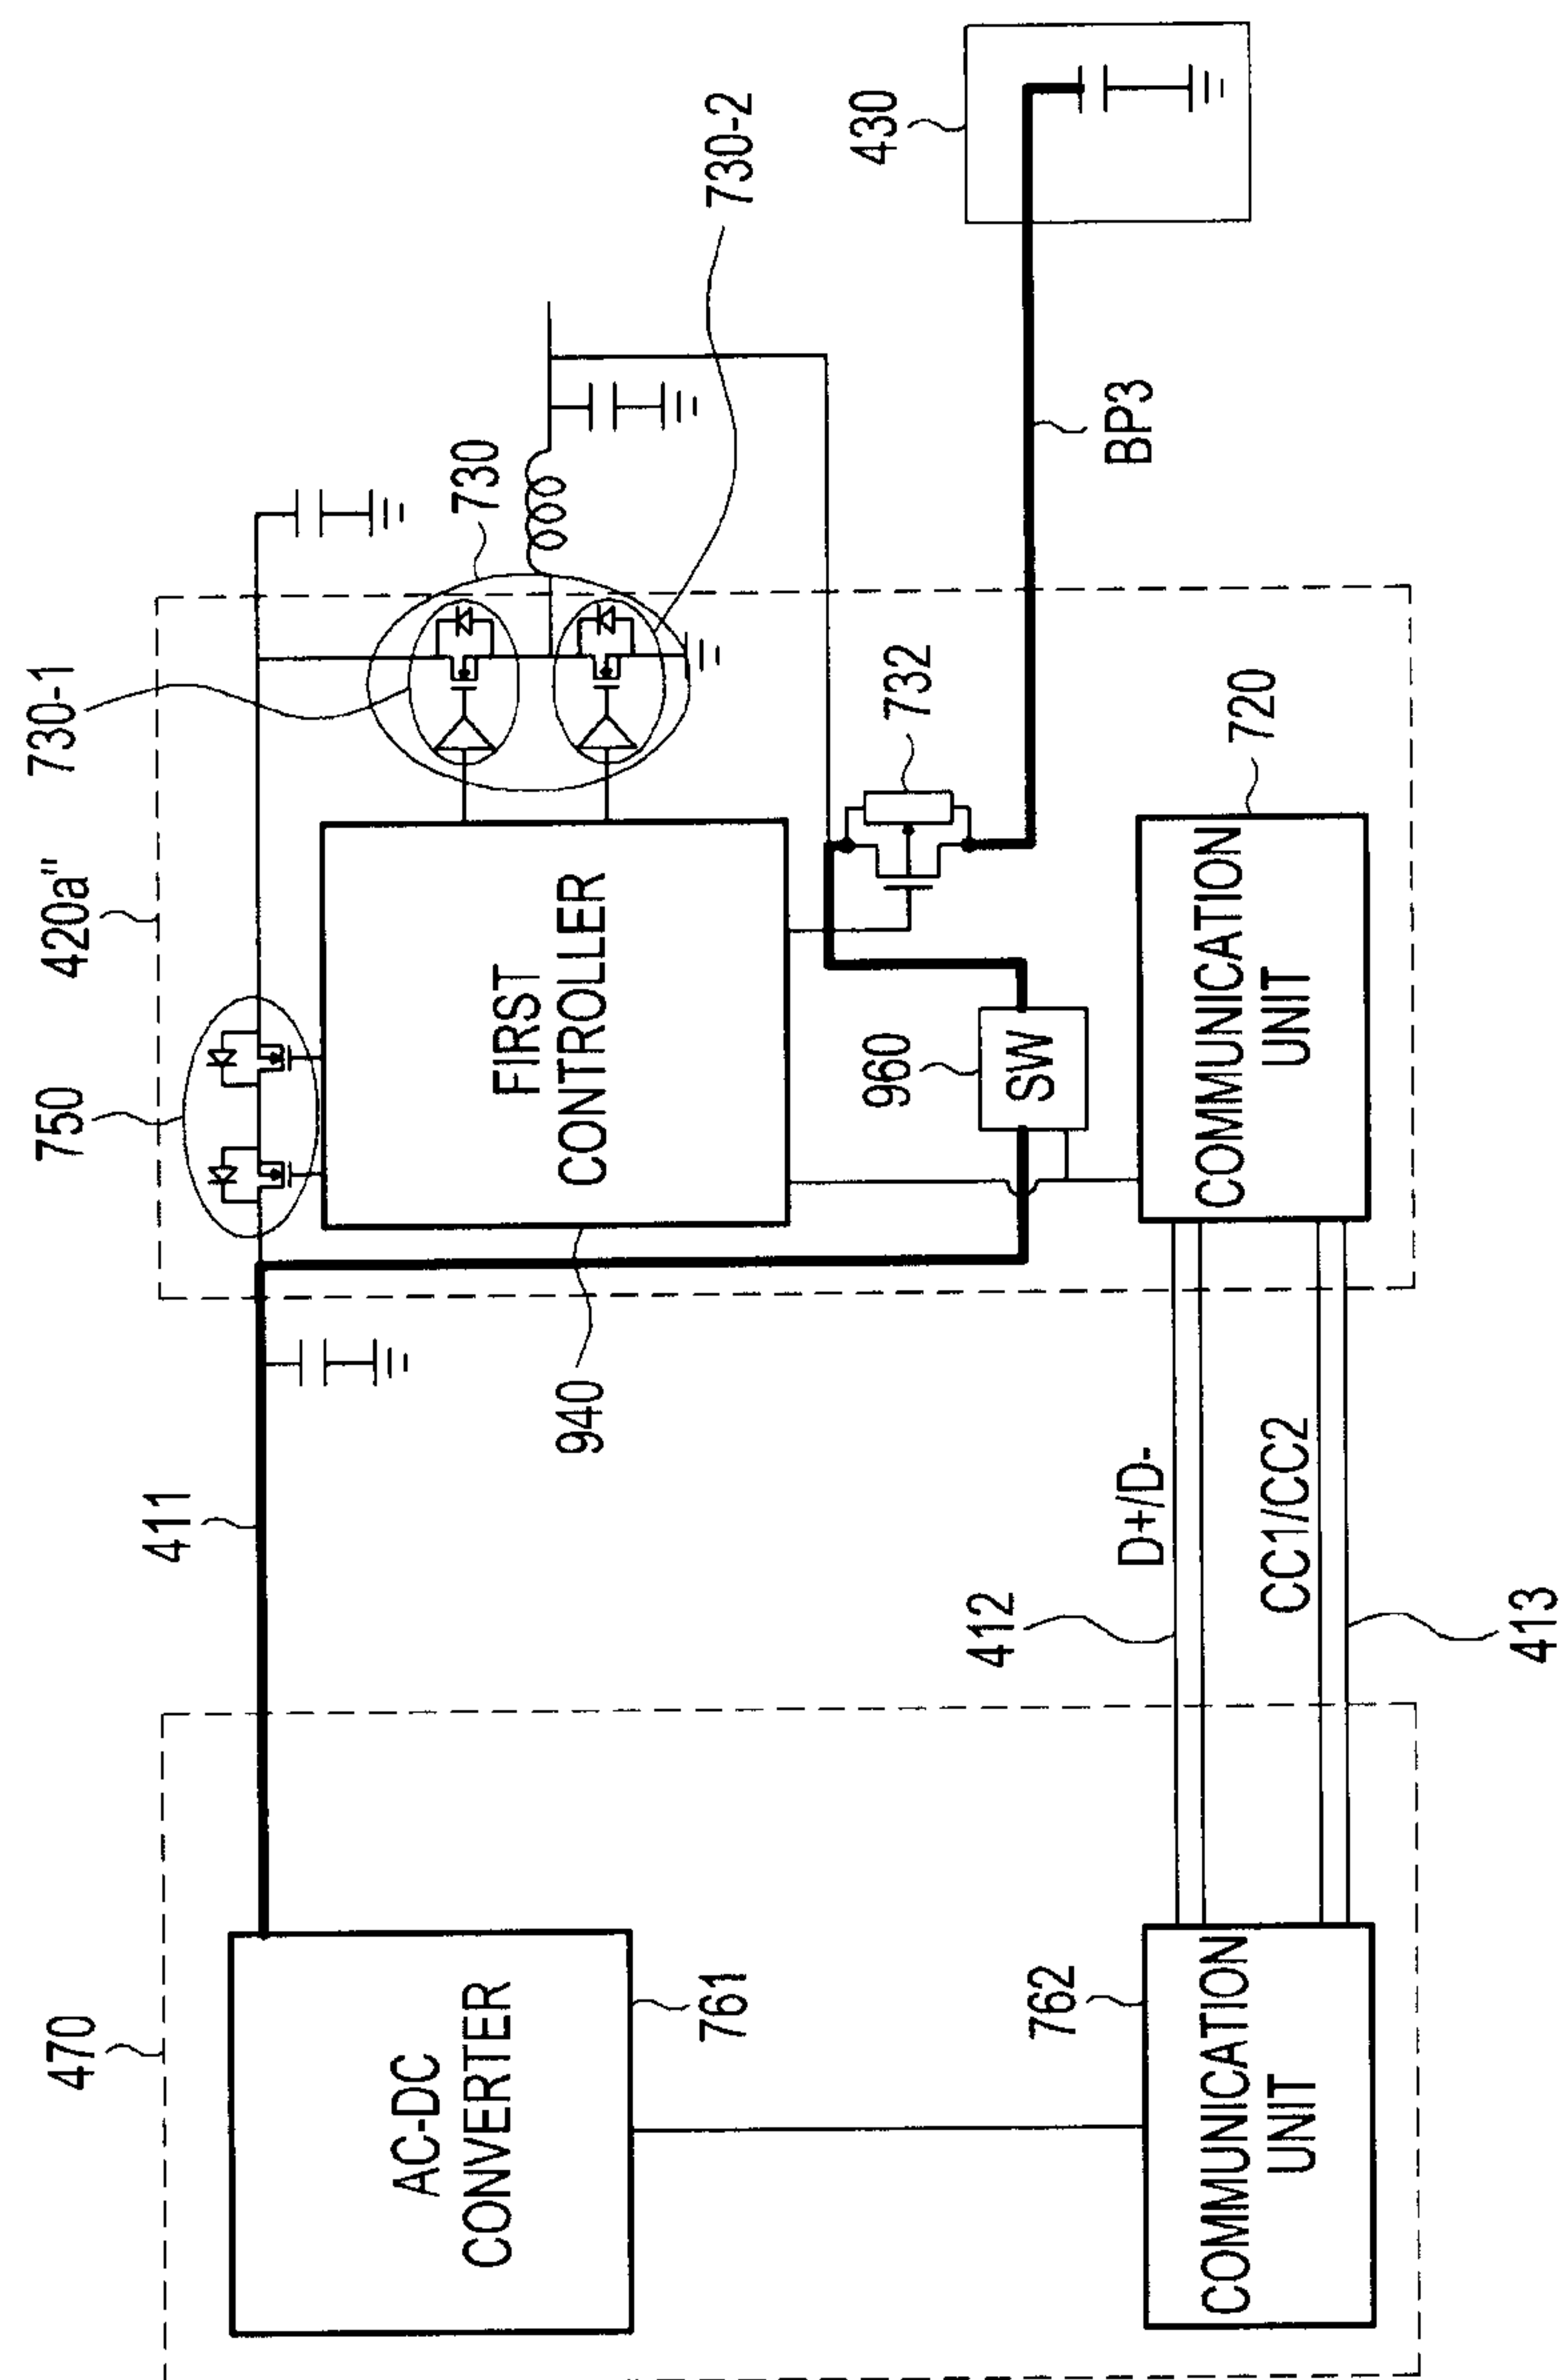 470
AC-DC
CONVERTER
761
762
COMMUNICATION
UNIT
411
412
D+/D-
CC1/CC2
413
420a"
750
730-1
730
730-2
FIRST
CONTROLLER
940
960
SW
732
720
COMMUNICATION
UNIT
BP3
430